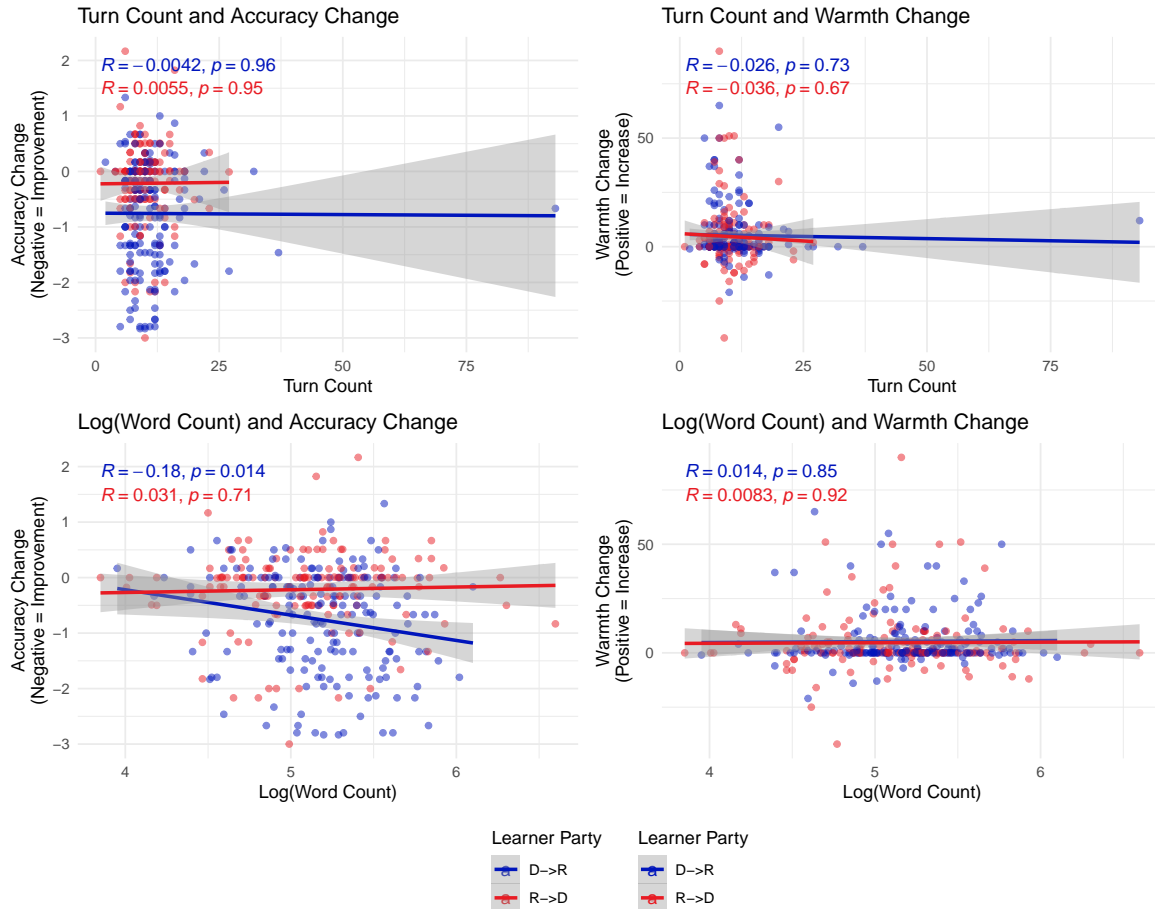 Turn Count and Accuracy Change
R = −0.0042, p = 0.96
R = 0.0055, p = 0.95
2
1
0
−1
−2
−3
Accuracy Change
(Negative = Improvement)
0
25
50
75
Turn Count
Turn Count and Warmth Change
R = −0.026, p = 0.73
R = −0.036, p = 0.67
50
0
Warmth Change
(Positive = Increase)
0
25
50
75
Turn Count
Log(Word Count) and Accuracy Change
R = −0.18, p = 0.014
R = 0.031, p = 0.71
2
1
0
−1
−2
−3
Accuracy Change
(Negative = Improvement)
4
5
6
Log(Word Count)
Log(Word Count) and Warmth Change
R = 0.014, p = 0.85
R = 0.0083, p = 0.92
50
0
Warmth Change
(Positive = Increase)
4
5
6
Log(Word Count)
Learner Party
a D−>R
a R−>D
Learner Party
a D−>R
a R−>D